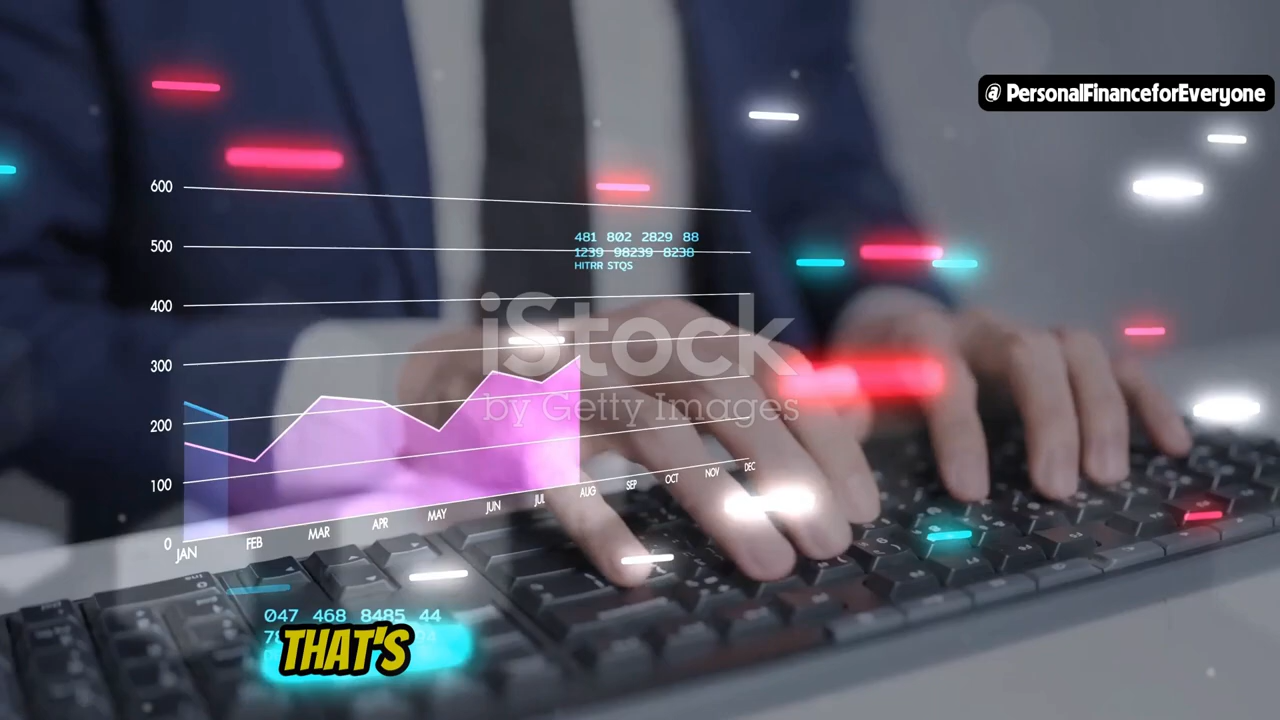 @ PersonalFinanceforEveryone
600
500
400
300
200
100
0
JAN FEB MAR APR MAY JUN JUL AUG SEP OCT NOV DEC
481 802 2829 88
1239 98239 8238
HITRR STQS
iStock
by Getty Images
047 468 8485 44
THAT'S